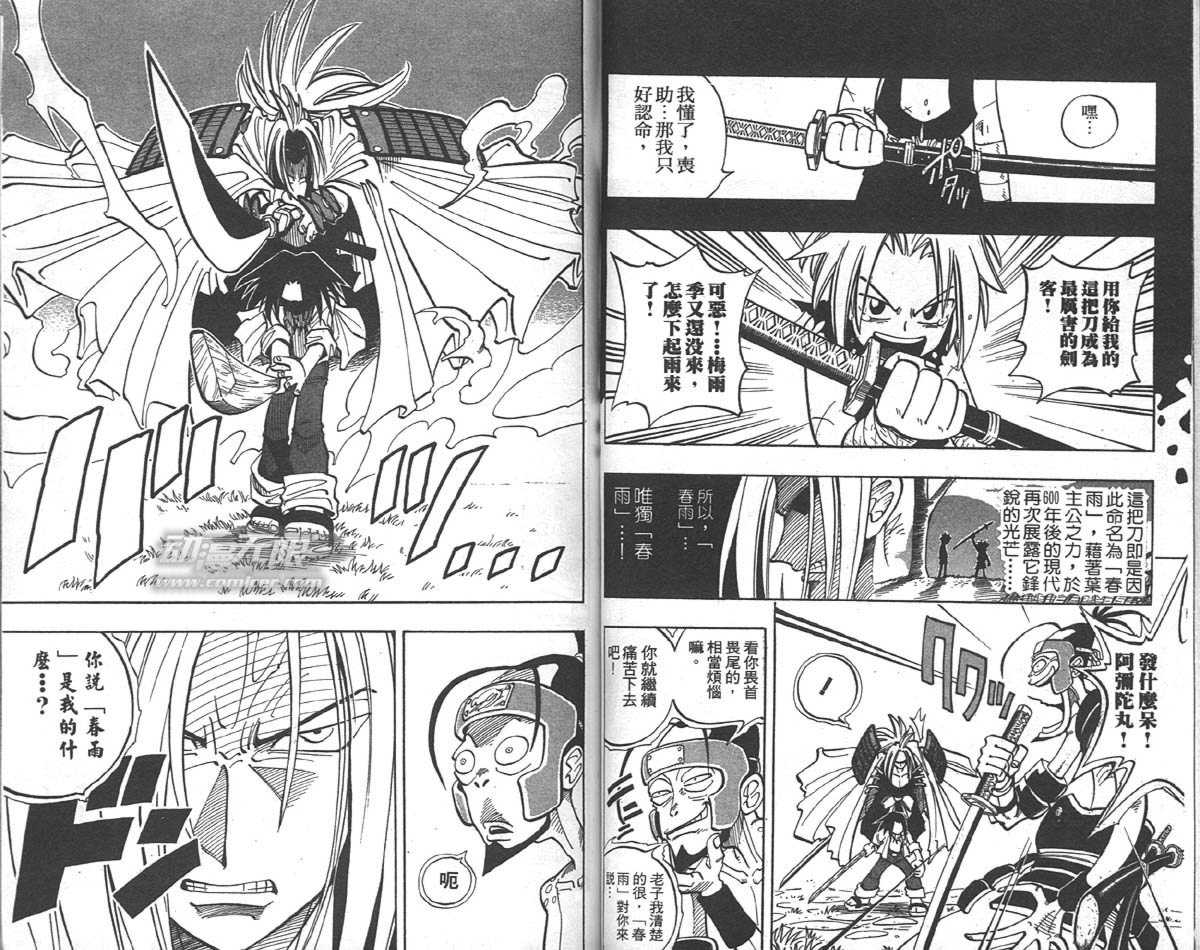 嘿…
我懂了，喪
助…那我只
好認命，
用你給我的
這把刀成為
最厲害的劍
客！
可惡！…梅雨
季又還沒來，
怎麼下起雨來
了！
這把刀即是因
此命名為「春
雨」，藉著葉
主公之力，於
600年後的現代
再次展露它鋒
銳的光芒……
所以，「
春雨」…
唯獨「春
雨」…！
發什麼呆！
阿彌陀丸！
！
看你畏首
畏尾的，
相當煩惱
嘛。
你就繼續
痛苦下去
吧！
老子我清楚
的很，「春
雨」對你來
說…
呃
你說「春雨
」是我的什
麼…？
动漫无限
www.comhec.com